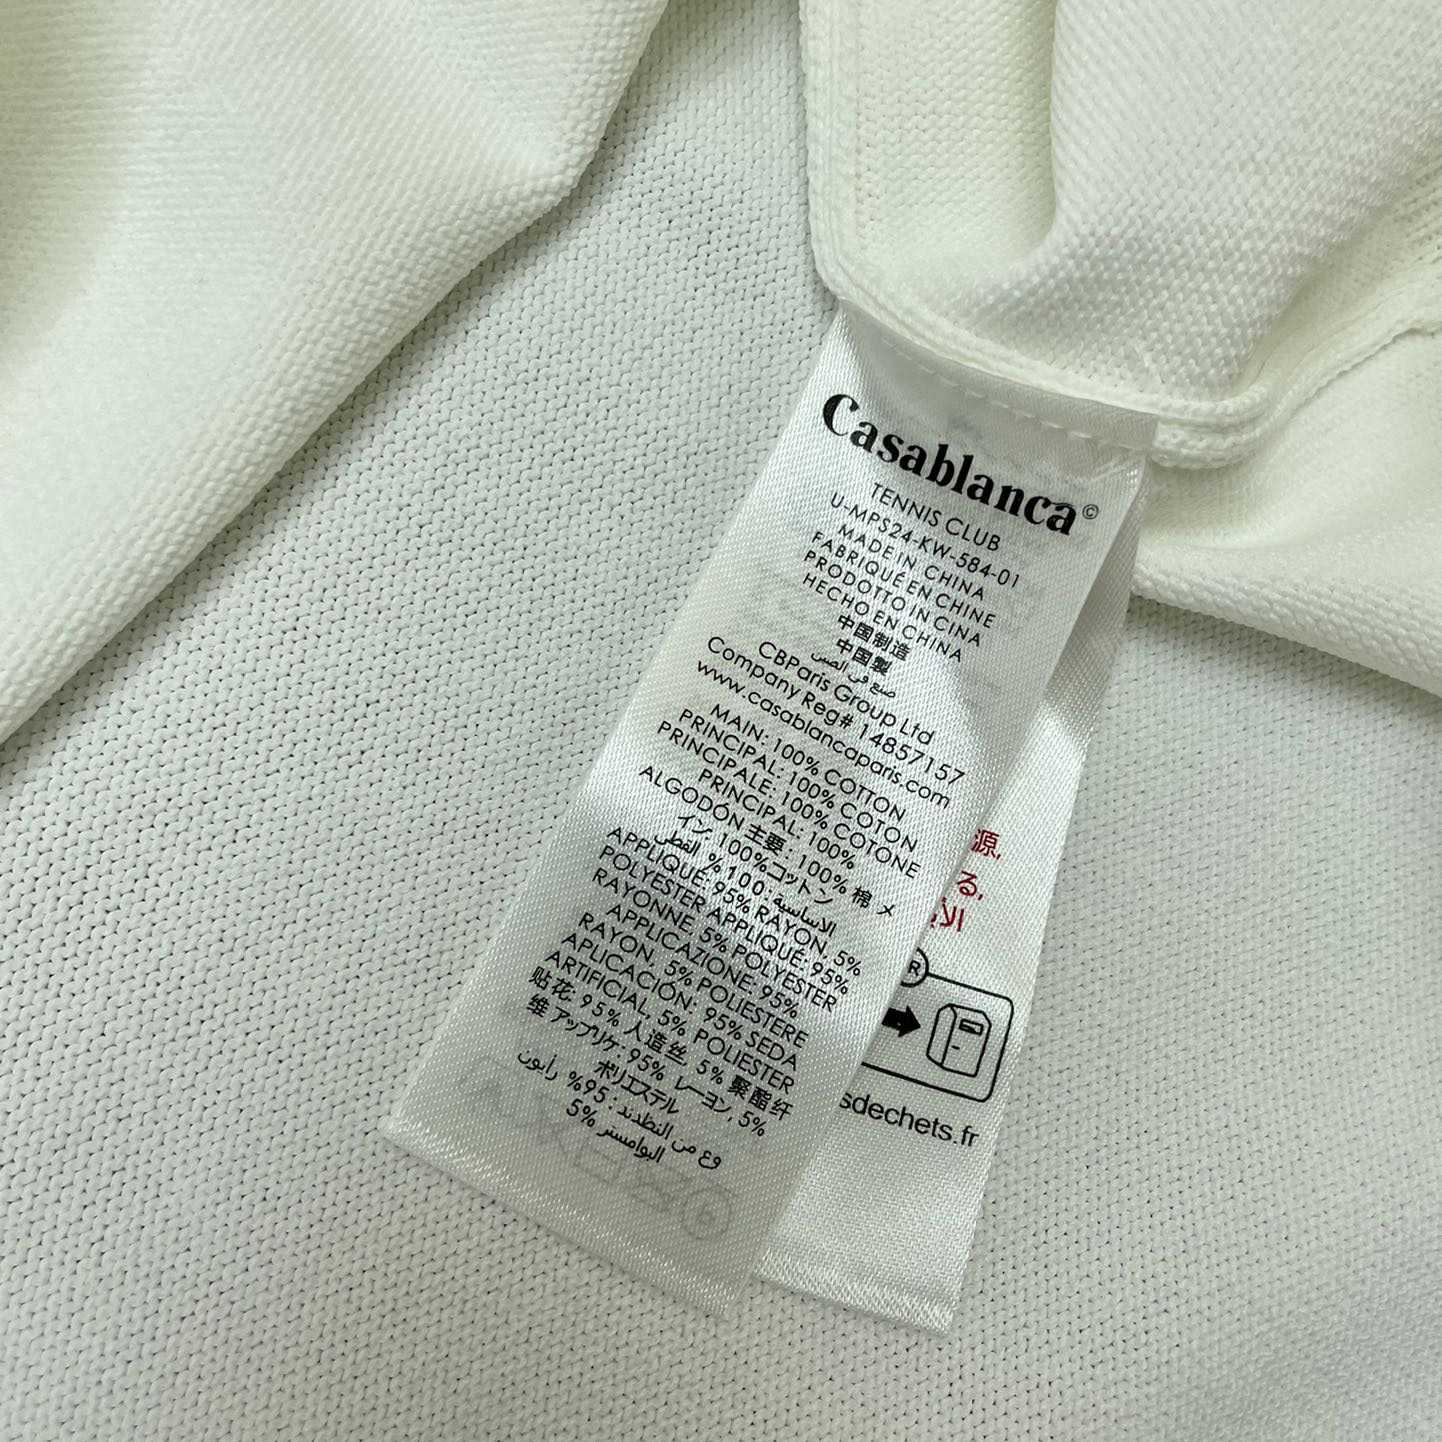 Casablanca©
TENNIS CLUB
U-MPS24-KW-584-01
MADE IN CHINA
FABRIQUÉ EN CHINE
PRODOTTO IN CINA
HECHO EN CHINA
中国制造
中国製
صنع في الصين
CBParis Group Ltd
Company Reg# 14857157
www.casablancaparis.com
MAIN: 100% COTTON
PRINCIPAL: 100% COTON
PRINCIPALE: 100% COTONE
PRINCIPAL: 100%
ALGODÓN 主要: 100% 棉 メ
イン: 100%コットン
الاساسية: 100% القطن
APPLIQUE: 95% RAYON, 5%
POLYESTER APPLIQUÉ: 95%
RAYONNE, 5% POLYESTER
APPLICAZIONE: 95%
RAYON, 5% POLIESTERE
APLICACIÓN: 95% SEDA
ARTIFICIAL, 5% POLIESTER
贴花: 95% 人造丝, 5% 聚酯纤
维 アップリケ: 95% レーヨン, 5%
ポリエステル
95% رأيون
5%
源,
る,
R
sdechets.fr